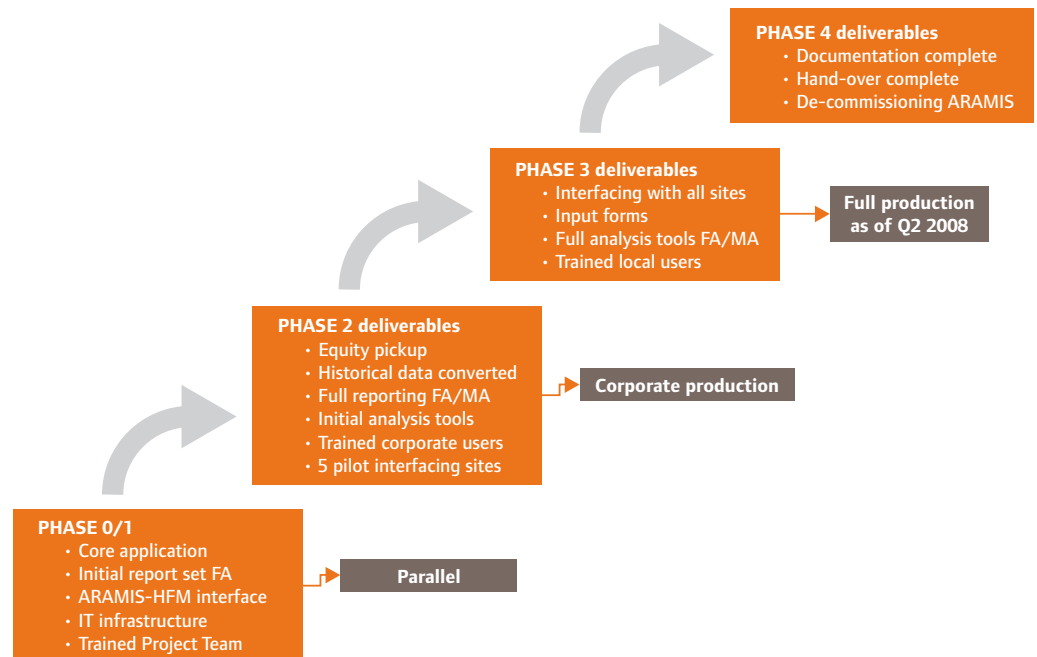 PHASE 4 deliverables
· Documentation complete
· Hand-over complete
· De-commissioning ARAMIS
PHASE 3 deliverables
· Interfacing with all sites
· Input forms
· Full analysis tools FA/MA
· Trained local users
Full production
as of Q2 2008
PHASE 2 deliverables
· Equity pickup
· Historical data converted
· Full reporting FA/MA
· Initial analysis tools
· Trained corporate users
· 5 pilot interfacing sites
Corporate production
PHASE 0/1
· Core application
· Initial report set FA
· ARAMIS-HFM interface
· IT infrastructure
· Trained Project Team
Parallel